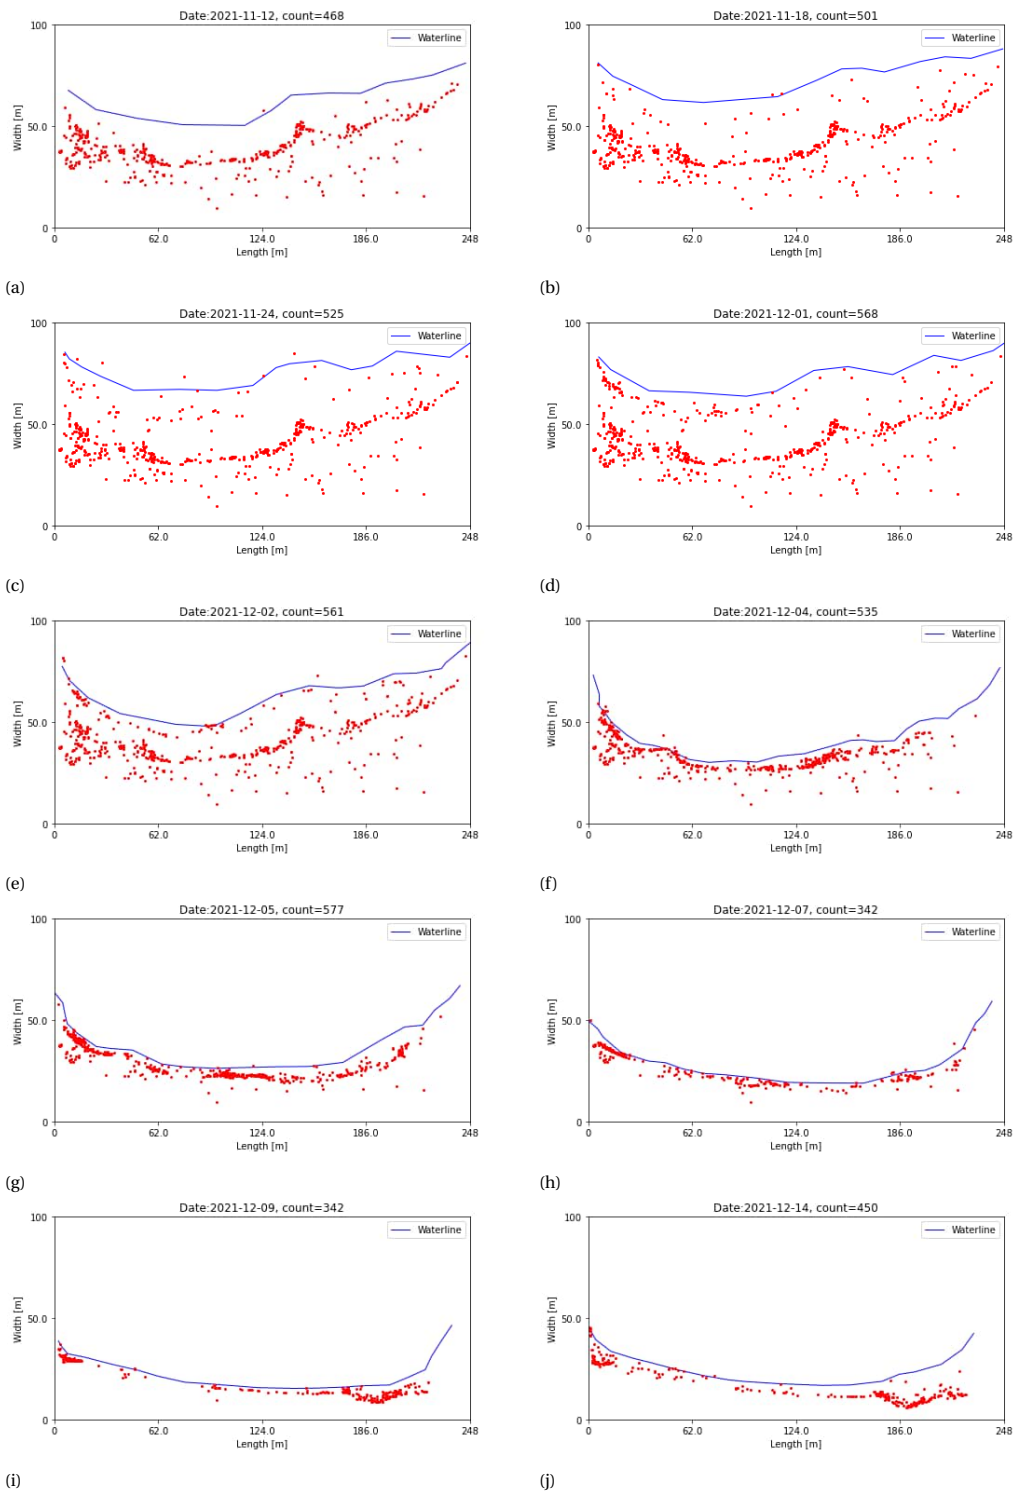 Date:2021-11-12, count=468
100
50.0
0
Width [m]
Waterline
0 62.0 124.0 186.0 248
Length [m]
(a)
Date:2021-11-18, count=501
100
50.0
0
Width [m]
Waterline
0 62.0 124.0 186.0 248
Length [m]
(b)
Date:2021-11-24, count=525
100
50.0
0
Width [m]
Waterline
0 62.0 124.0 186.0 248
Length [m]
(c)
Date:2021-12-01, count=568
100
50.0
0
Width [m]
Waterline
0 62.0 124.0 186.0 248
Length [m]
(d)
Date:2021-12-02, count=561
100
50.0
0
Width [m]
Waterline
0 62.0 124.0 186.0 248
Length [m]
(e)
Date:2021-12-04, count=535
100
50.0
0
Width [m]
Waterline
0 62.0 124.0 186.0 248
Length [m]
(f)
Date:2021-12-05, count=577
100
50.0
0
Width [m]
Waterline
0 62.0 124.0 186.0 248
Length [m]
(g)
Date:2021-12-07, count=342
100
50.0
0
Width [m]
Waterline
0 62.0 124.0 186.0 248
Length [m]
(h)
Date:2021-12-09, count=342
100
50.0
0
Width [m]
Waterline
0 62.0 124.0 186.0 248
Length [m]
(i)
Date:2021-12-14, count=450
100
50.0
0
Width [m]
Waterline
0 62.0 124.0 186.0 248
Length [m]
(j)